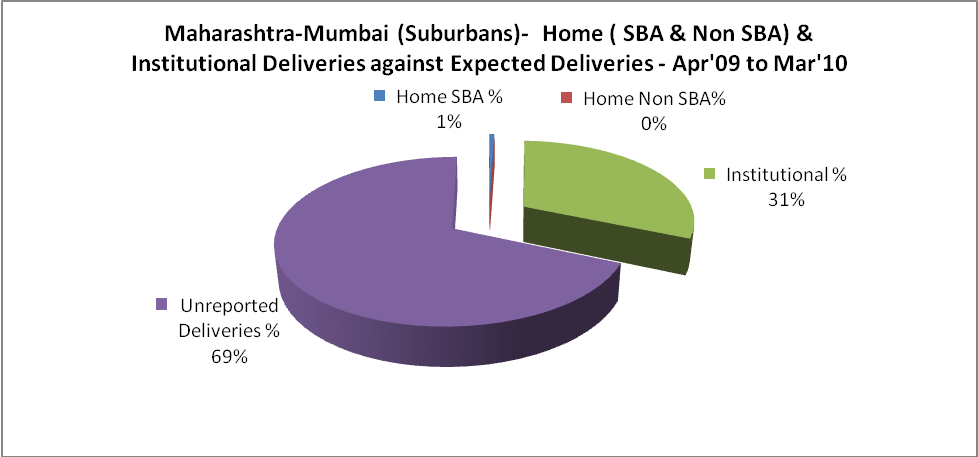 Maharashtra-Mumbai (Suburbans)- Home ( SBA & Non SBA) &
Institutional Deliveries against Expected Deliveries - Apr'09 to Mar'10
Home SBA %
1%
Home Non SBA%
0%
Institutional %
31%
Unreported
Deliveries %
69%